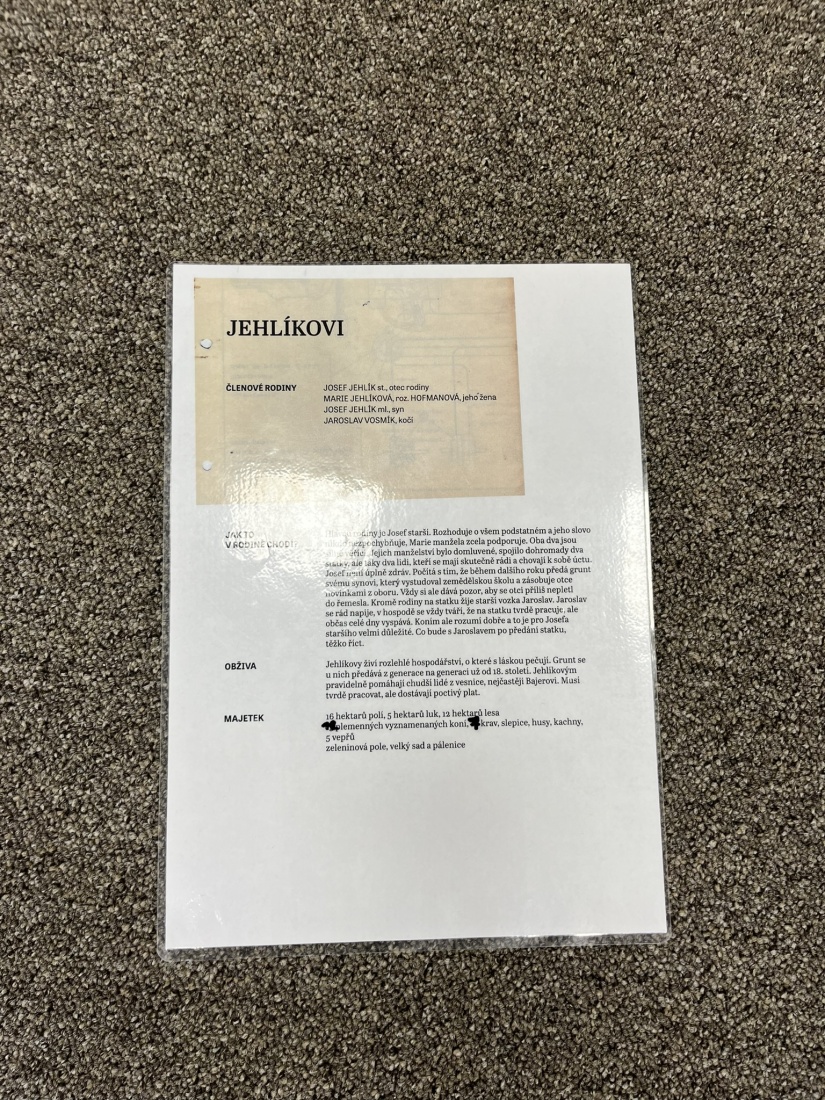 JEHLÍKOVI
ČLENOVÉ RODINY
JOSEF JEHLÍK st., otec rodiny
MARIE JEHLÍKOVÁ, roz. HOFMANOVÁ, jeho žena
JOSEF JEHLÍK ml., syn
JAROSLAV VOSMÍK, kočí
JAK TO
V RODINĚ CHODÍ
rodiny je Josef starší. Rozhoduje o všem podstatném a jeho slovo
nikdo nezpochybňuje, Marie manžela zcela podporuje. Oba dva jsou
věřící. Jejich manželství bylo domluvené, spojilo dohromady dva
statky, ale taky dva lidi, kteří se mají skutečně rádi a chovají k sobě úctu.
Josef není úplně zdráv. Počítá s tím, že během dalšího roku předá grunt
svému synovi, který vystudoval zemědělskou školu a zásobuje otce
novinkami z oboru. Vždy si ale dává pozor, aby se otci příliš nepletl
do řemesla. Kromě rodiny na statku žije starší vozka Jaroslav. Jaroslav
se rád napije, v hospodě se vždy tváří, že na statku tvrdě pracuje, ale
občas celé dny vyspává. Koním ale rozumí dobře a to je pro Josefa
staršího velmi důležité. Co bude s Jaroslavem po předání statku,
těžko říct.
OBŽIVA
Jehlíkovy živí rozlehlé hospodářství, o které s láskou pečují. Grunt se
u nich předává z generace na generaci už od 18. století. Jehlíkovým
pravidelně pomáhají chudší lidé z vesnice, nejčastěji Bajerovi. Musí
tvrdě pracovat, ale dostávají poctivý plat.
MAJETEK
16 hektarů polí, 5 hektarů luk, 12 hektarů lesa
plemenných vyznamenaných koní, krav, slepice, husy, kachny,
5 vepřů
zeleninová pole, velký sad a pálenice